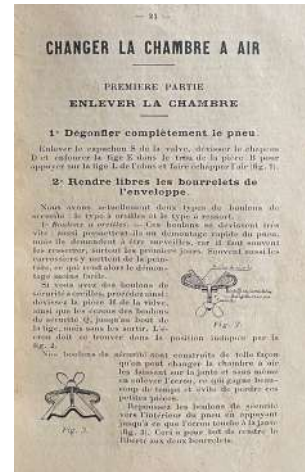 — 21 —
CHANGER LA CHAMBRE A AIR
PREMIERE PARTIE
ENLEVER LA CHAMBRE
1° Dégonfler complètement le pneu.
Enlever le capuchon S de la valve, dévisser le chapeau
D et enfoncer la tige E dans le trou de la pièce B pour
appuyer sur la tige L de l'obus et faire échapper l'air (fig. 7).
2° Rendre libres les bourrelets de
l'enveloppe.
Nous avons actuellement deux types de boulons de
sécurité : le type à oreilles et le type à ressort.
1° Boulons à oreilles. — Ces boulons se dévissent très
vite ; aussi permettent-ils un démontage rapide du pneu,
mais ils demandent à être surveillés, car il faut souvent
les resserrer, surtout les premiers jours. Souvent aussi les
carrossiers y mettent de la peinture,
ce qui rend alors le démontage
moins facile.
Si vous avez des boulons de
sécurité à oreilles, procédez ainsi :
dévissez la pièce H de la valve,
ainsi que les écrous des boulons
de sécurité Q, jusqu'au bout de
la tige, mais sans les sortir. L'écrou
doit se trouver dans la position indiquée par la
fig. 2.
Nos boulons de sécurité sont construits de telle façon
qu'on peut changer la chambre à air
en les laissant sur la jante et sans même
en enlever l'écrou, ce qui gagne beaucoup
de temps et évite de perdre ces
petites pièces.
Repoussez les boulons de sécurité
vers l'intérieur du pneu en appuyant
jusqu'à ce que l'écrou touche à la jante
(fig. 3). Ceci a pour but de rendre la
liberté aux deux bourrelets.
Fig. 2.
Fig. 3.